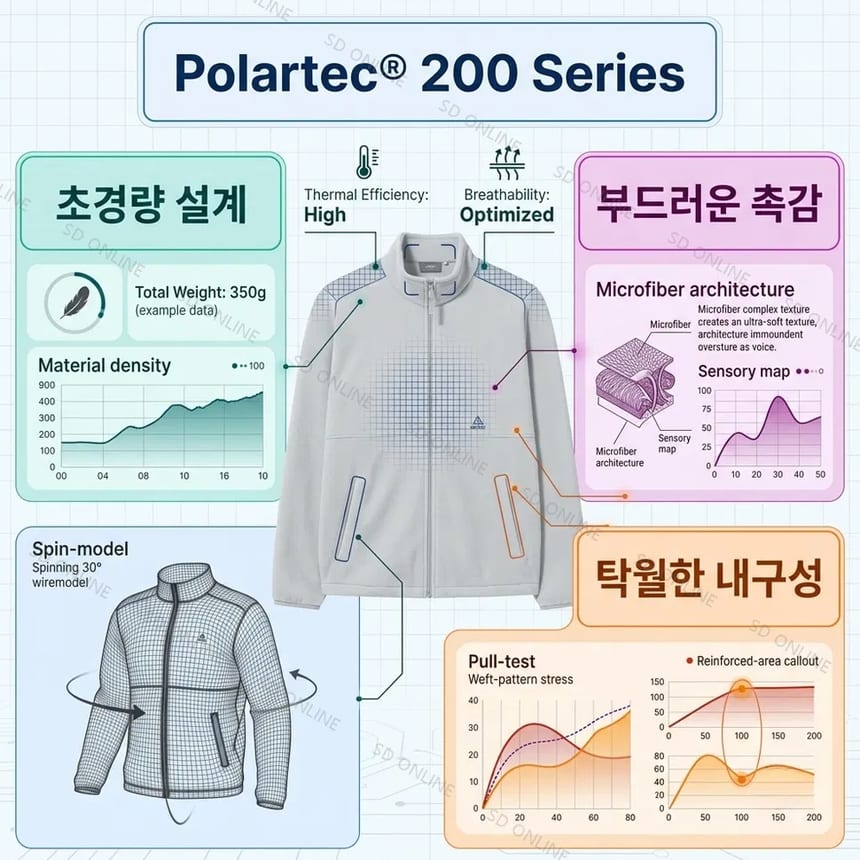 Polartec® 200 Series
초경량 설계
Total Weight: 350g
(example data)
Material density
100
900
400
300
200
100
0
00 04 08 10 16 10
Thermal Efficiency:
High
Breathability:
Optimized
부드러운 촉감
Microfiber architecture
Microfiber
Microfiber complex texture
creates an ultra-soft texture,
architecture immoundent
oversture as voice.
Microfiber
architecture
Sensory
map
Sensory map
100
75
50
25
0
0 10 20 30 40 50
Spin-model
Spinning 30°
wiremodel
탁월한 내구성
Pull-test
Weft-pattern stress
40
30
20
10
0
0 20 40 60 80
Reinforced-area callout
150
100
50
0
0 50 100 100 200
80
60
40
20
0
0 50 100 150 200
SD ONLINE